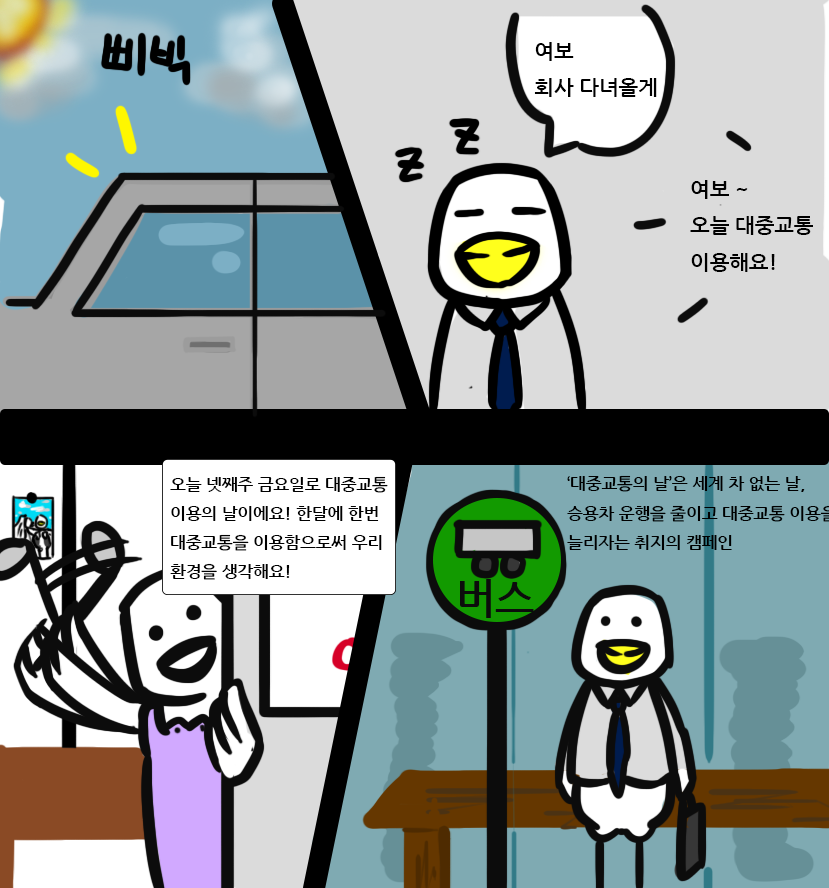 삐빅
여보
회사 다녀올게
z z
여보 ~
오늘 대중교통
이용해요!
오늘 넷째주 금요일로 대중교통
이용의 날이에요! 한달에 한번
대중교통을 이용함으로써 우리
환경을 생각해요!
'대중교통의 날'은 세계 차 없는 날,
승용차 운행을 줄이고 대중교통 이용을
늘리자는 취지의 캠페인
버스